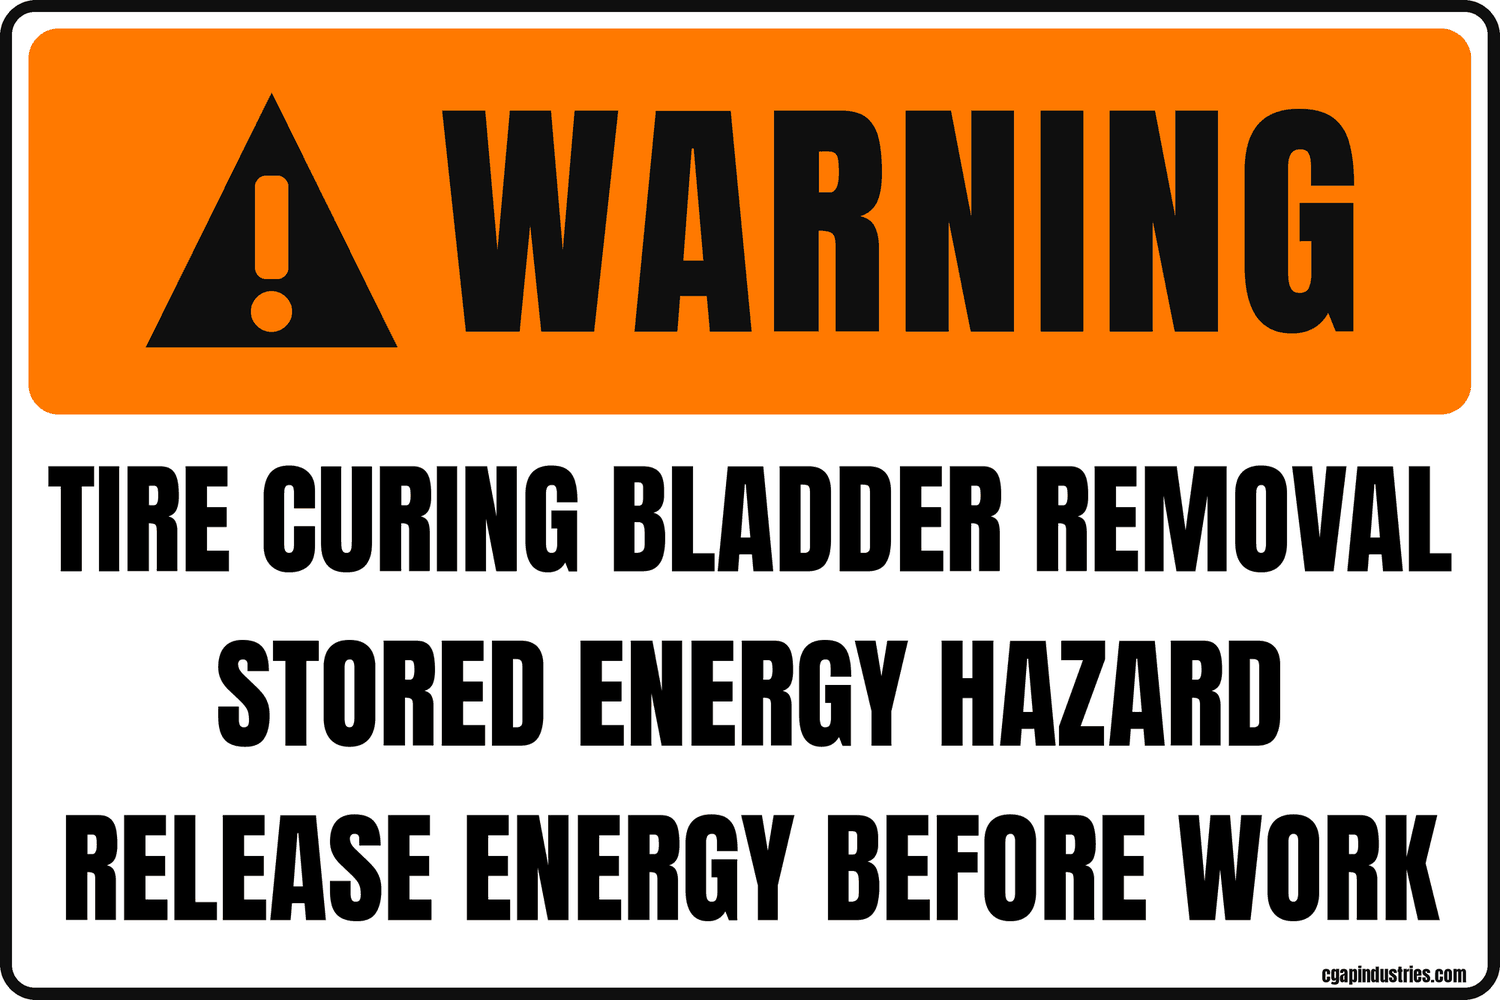 WARNING
TIRE CURING BLADDER REMOVAL
STORED ENERGY HAZARD
RELEASE ENERGY BEFORE WORK
cgapindustries.com